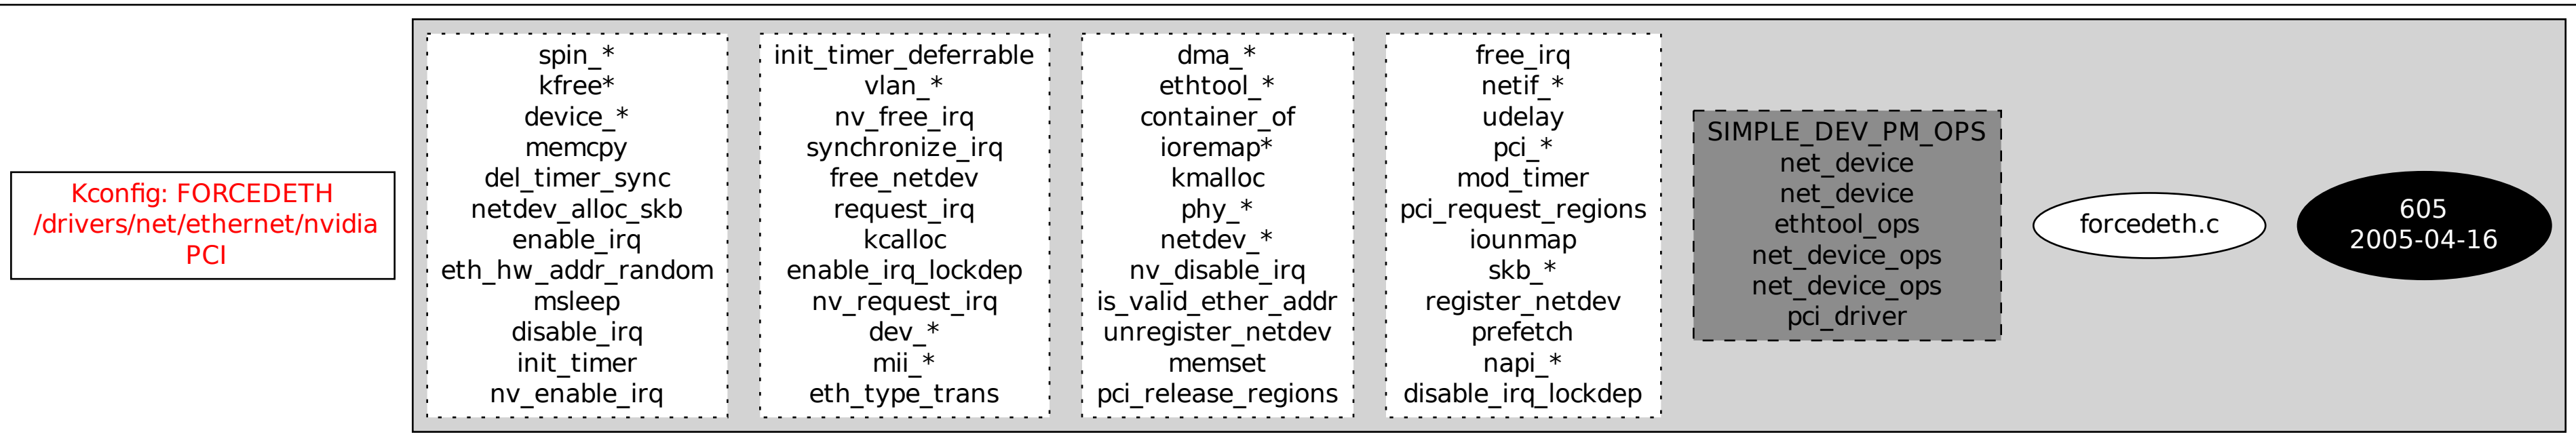 Kconfig: FORCEDETH
/drivers/net/ethernet/nvidia
PCI
spin_*
kfree*
device_*
memcpy
del_timer_sync
netdev_alloc_skb
enable_irq
eth_hw_addr_random
msleep
disable_irq
init_timer
nv_enable_irq
init_timer_deferrable
vlan_*
nv_free_irq
synchronize_irq
free_netdev
request_irq
kcalloc
enable_irq_lockdep
nv_request_irq
dev_*
mii_*
eth_type_trans
dma_*
ethtool_*
container_of
ioremap*
kmalloc
phy_*
netdev_*
nv_disable_irq
is_valid_ether_addr
unregister_netdev
memset
pci_release_regions
free_irq
netif_*
udelay
pci_*
mod_timer
pci_request_regions
iounmap
skb_*
register_netdev
prefetch
napi_*
disable_irq_lockdep
SIMPLE_DEV_PM_OPS
net_device
net_device
ethtool_ops
net_device_ops
net_device_ops
pci_driver
forcedeth.c
605
2005-04-16